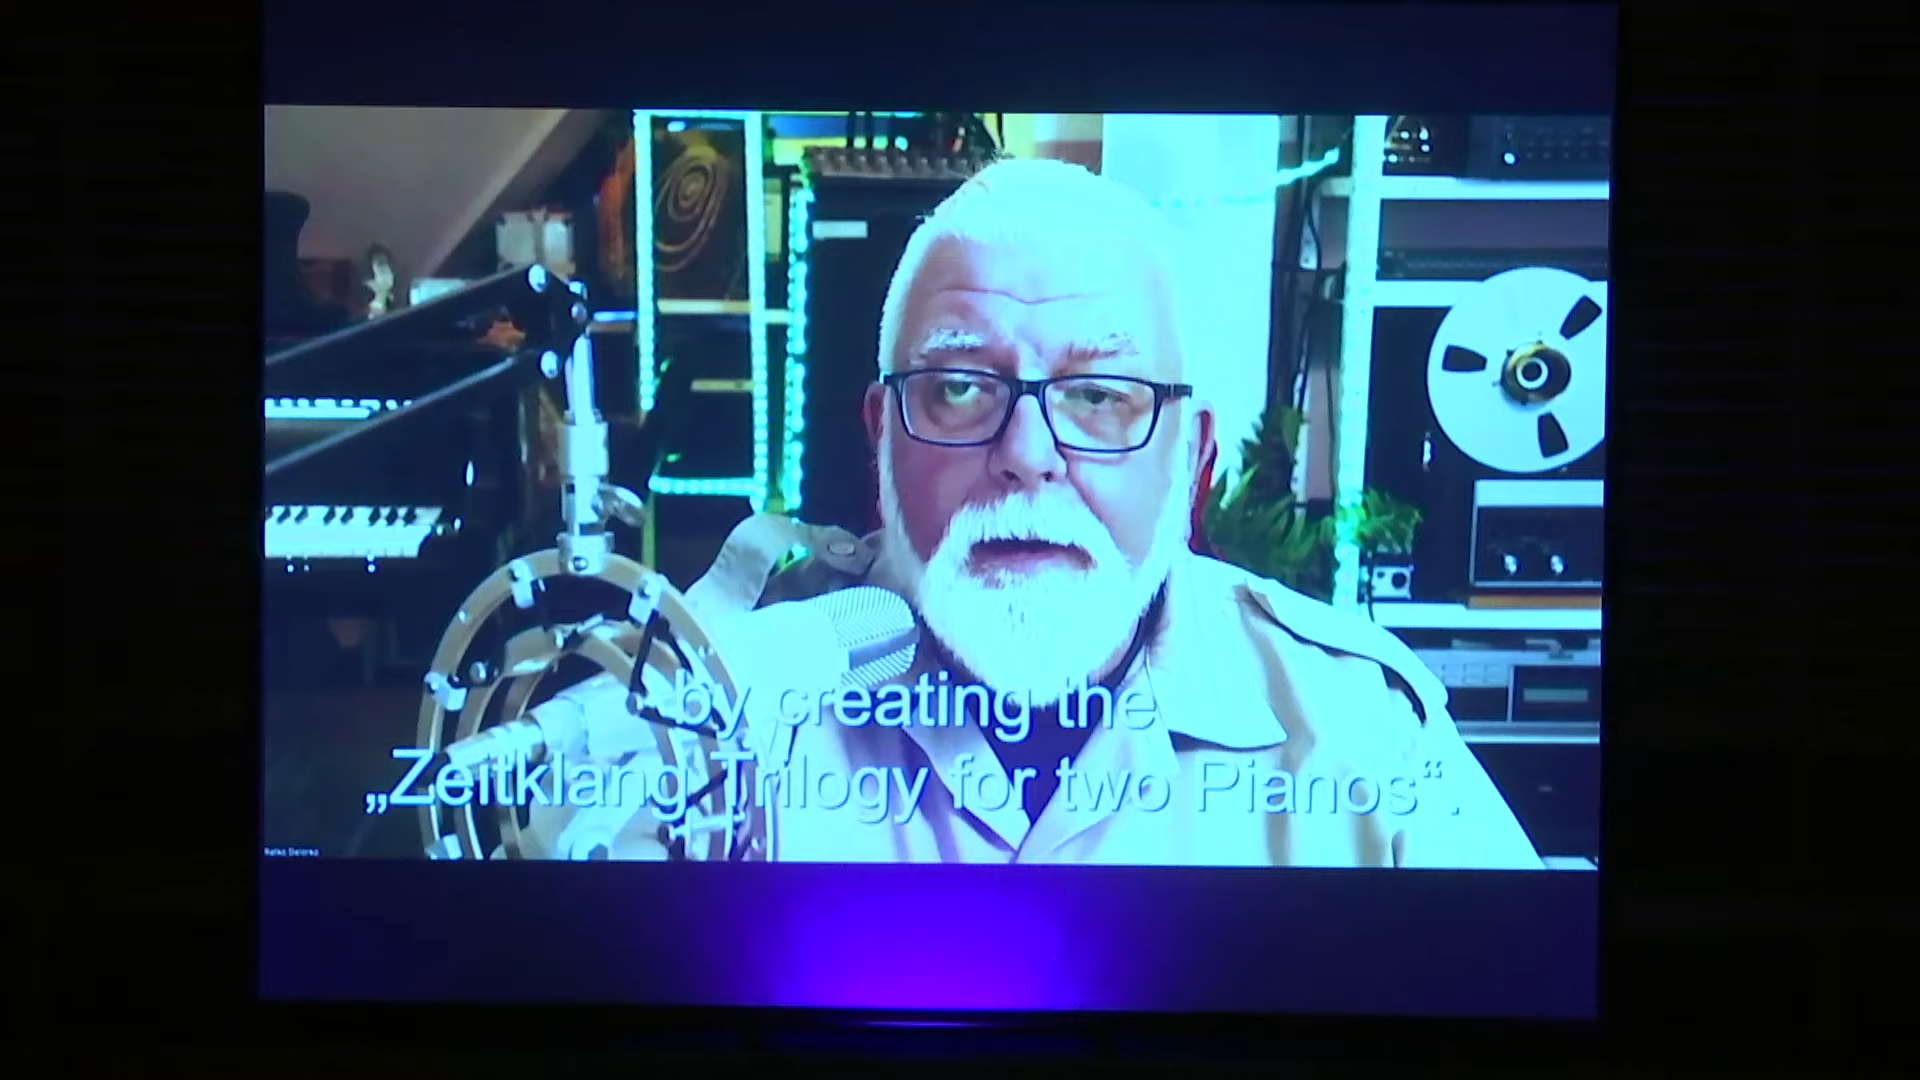 by creating the
„Zeitklang Trilogy for two Pianos“.